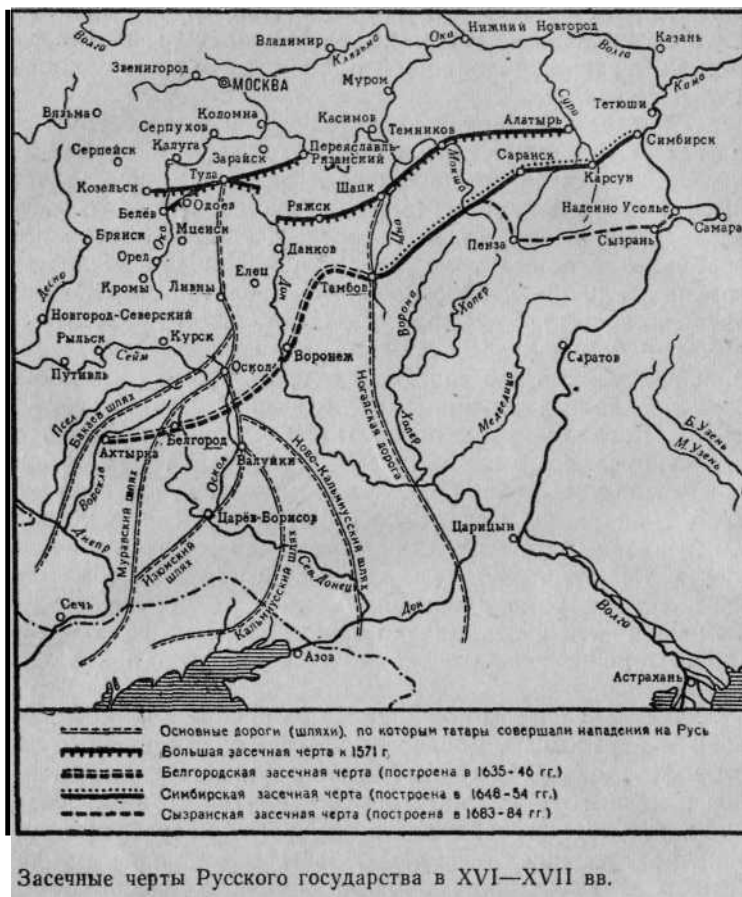 Нижний Новгород
Казань
Владимир
Клязьма
Ока
Волга
Волга
Звенигород
МОСКВА
Муром
Кама
Вязьма
Коломна
Касимов
Тетюши
Серпухов
Темников
Алатырь
Сура
Симбирск
Калуга
Серпейск
Зарайск
Переяславль-
Рязанский
Саранск
Мокша
Карсун
Тула
Шацк
Козельск
Ряжск
Белёв
Одоев
Цна
Надеино Усолье
Самара
Ока
Мценск
Данков
Пенза
Сызрань
Брянск
Орел
Елец
Дон
Тамбов
Ворона
Хопер
Десна
Кромы
Ливны
Новгород-Северский
Рыльск
Курск
Воронеж
Саратов
Сейм
Путивль
Оскол
Медведица
Ногайская дорога
Хопер
Псел
Бакаев шлях
Б. Узень
М. Узень
Белгород
Ахтырка
Валуйки
Оскол
Ново-Кальмиусский шлях
Ворскла
Царёв-Борисов
Царицын
Муравский шлях
Изюмский
шлях
Днепр
Сев. Донец
Кальмиусский шлях
Дон
Волга
Сечь
Азов
Астрахань
Основные дороги (шляхи), по которым татары совершали нападения на Русь
Большая засечная черта к 1571 г.
Белгородская засечная черта (построена в 1635-46 гг.)
Симбирская засечная черта (построена в 1648-54 гг.)
Сызранская засечная черта (построена в 1683-84 гг.)
Засечные черты Русского государства в XVI—XVII вв.